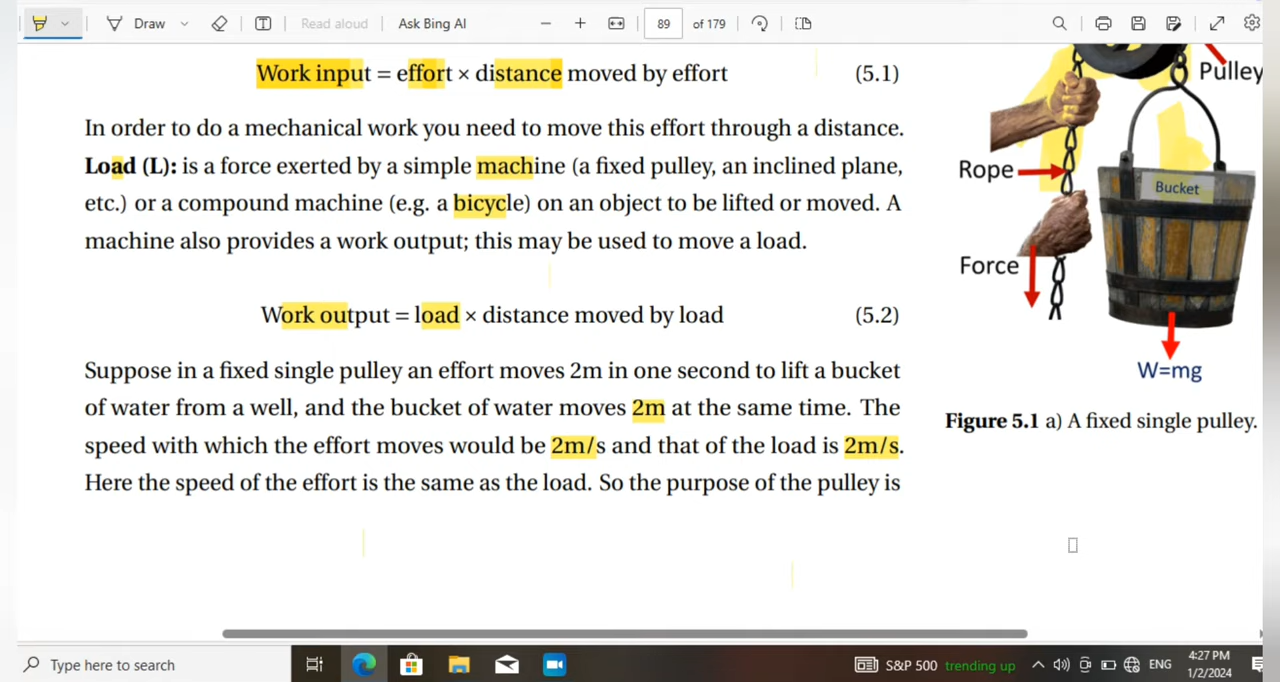 Draw
Read aloud
Ask Bing AI
89
of 179
Work input = effort × distance moved by effort (5.1)
In order to do a mechanical work you need to move this effort through a distance.
Load (L): is a force exerted by a simple machine (a fixed pulley, an inclined plane,
etc.) or a compound machine (e.g. a bicycle) on an object to be lifted or moved. A
machine also provides a work output; this may be used to move a load.
Work output = load × distance moved by load (5.2)
Suppose in a fixed single pulley an effort moves 2m in one second to lift a bucket
of water from a well, and the bucket of water moves 2m at the same time. The
speed with which the effort moves would be 2m/s and that of the load is 2m/s.
Here the speed of the effort is the same as the load. So the purpose of the pulley is
Pulley
Rope
Bucket
Force
W=mg
Figure 5.1 a) A fixed single pulley.
Type here to search
S&P 500 trending up
ENG
4:27 PM
1/2/2024